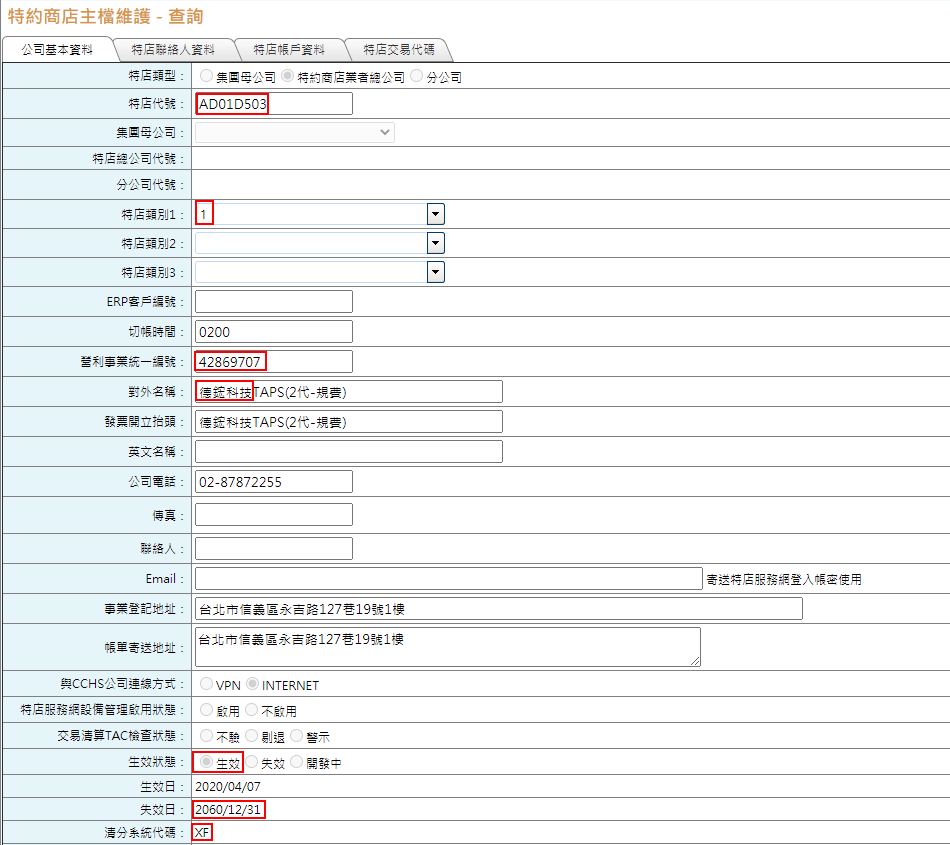 特約商店主檔維護 - 查詢
公司基本資料 特店聯絡人資料 特店帳戶資料 特店交易代碼
特店類型： 集團母公司 特約商店業者總公司 分公司
特店代號： AD01D503
集團母公司：
特店總公司代號：
分公司代號：
特店類別1： 1
特店類別2：
特店類別3：
ERP客戶編號：
切帳時間： 0200
營利事業統一編號： 42869707
對外名稱： 德鋐科技TAPS(2代-規費)
發票開立抬頭： 德鋐科技TAPS(2代-規費)
英文名稱：
公司電話： 02-87872255
傳真：
聯絡人：
Email： 寄送特店服務網登入帳密使用
事業登記地址： 台北市信義區永吉路127巷19號1樓
帳單寄送地址： 台北市信義區永吉路127巷19號1樓
與CCHS公司連線方式： VPN INTERNET
特店服務網設備管理啟用狀態： 啟用 不啟用
交易清算TAC檢查狀態： 不驗 剔退 警示
生效狀態： 生效 失效 開發中
生效日： 2020/04/07
失效日： 2060/12/31
清分系統代碼： XF